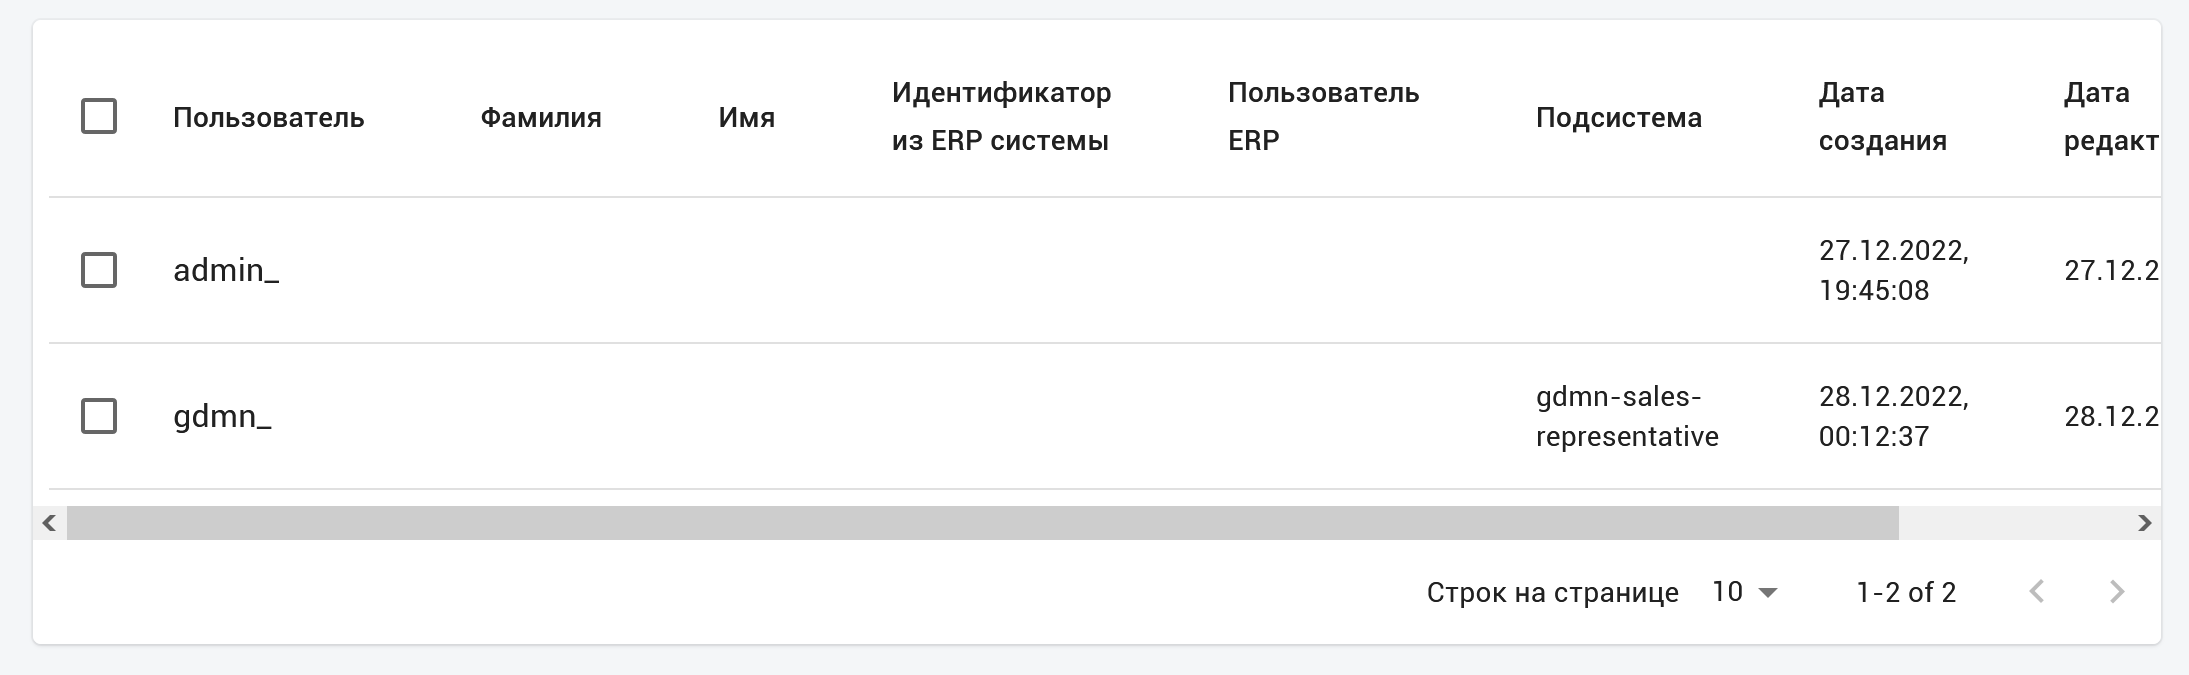 Пользователь
Фамилия
Имя
Идентификатор
из ERP системы
Пользователь
ERP
Подсистема
Дата
создания
Дата
редакт
admin_
27.12.2022,
19:45:08
27.12.2
gdmn_
gdmn-sales-
representative
28.12.2022,
00:12:37
28.12.2
Строк на странице 10 1-2 of 2